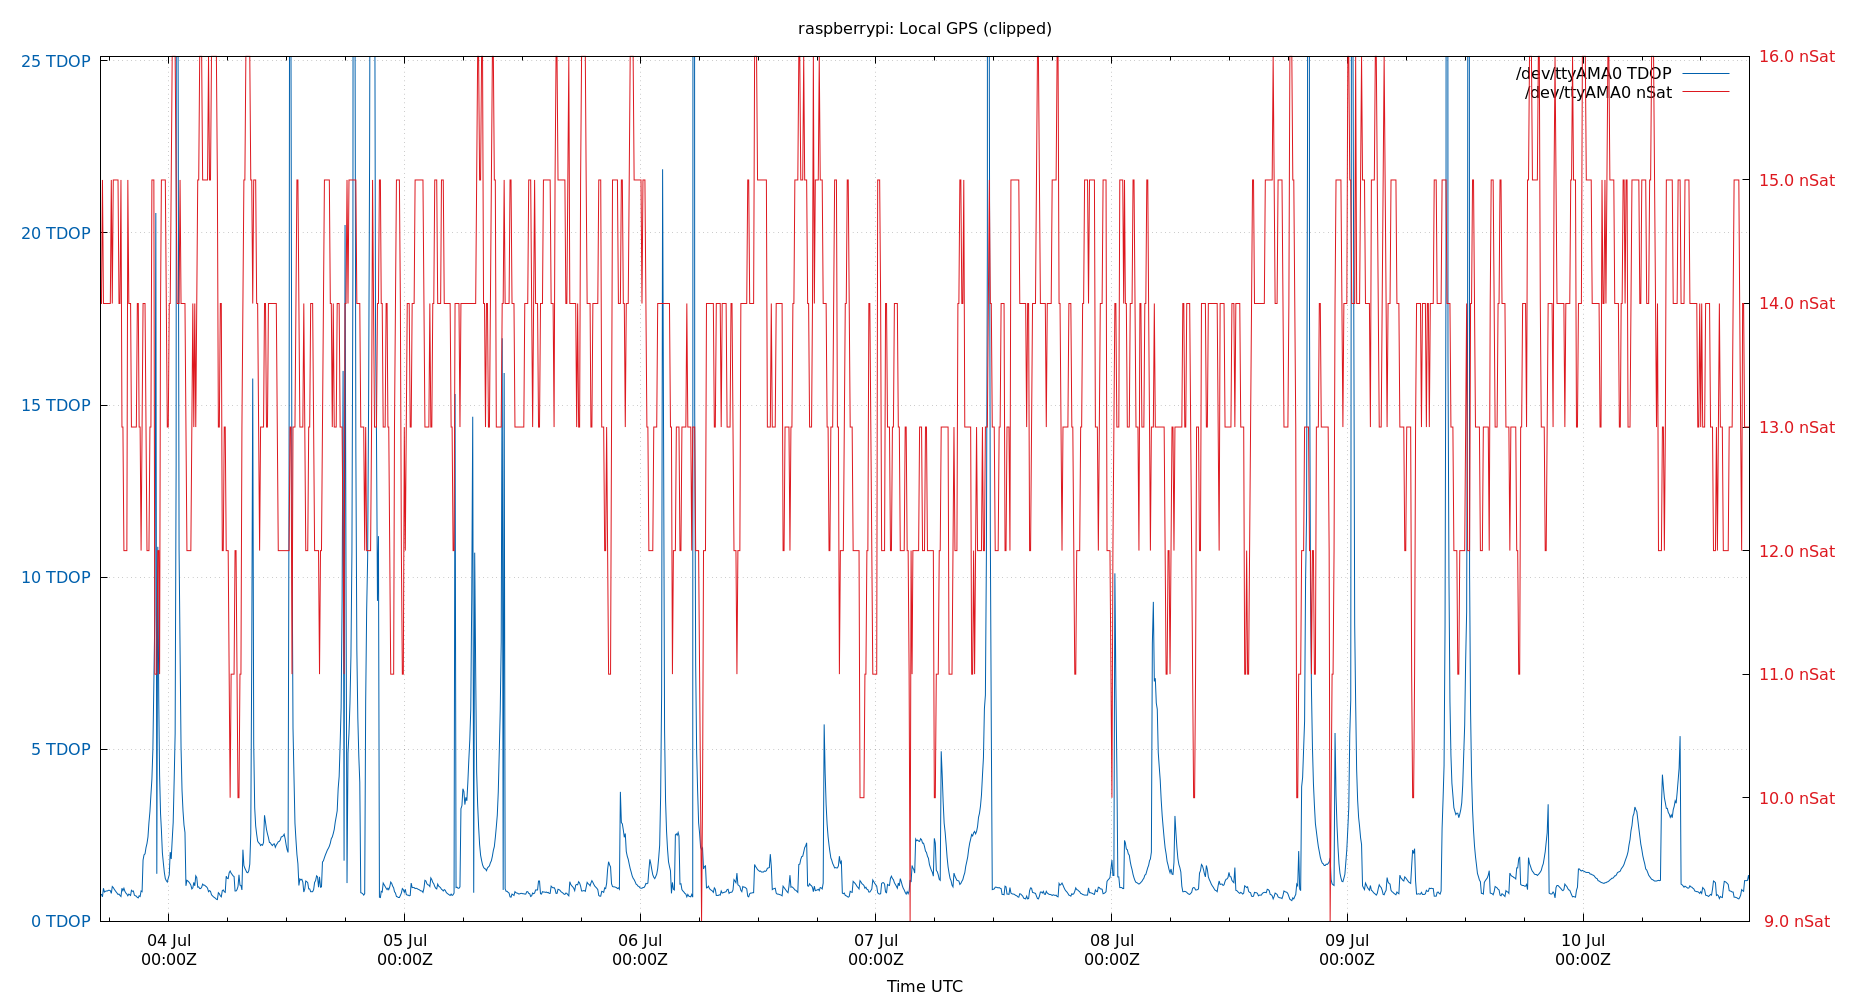 raspberrypi: Local GPS (clipped)
25 TDOP
20 TDOP
15 TDOP
10 TDOP
5 TDOP
0 TDOP
/dev/ttyAMA0 TDOP
/dev/ttyAMA0 nSat
16.0 nSat
15.0 nSat
14.0 nSat
13.0 nSat
12.0 nSat
11.0 nSat
10.0 nSat
9.0 nSat
04 Jul
00:00Z
05 Jul
00:00Z
06 Jul
00:00Z
07 Jul
00:00Z
08 Jul
00:00Z
09 Jul
00:00Z
10 Jul
00:00Z
Time UTC